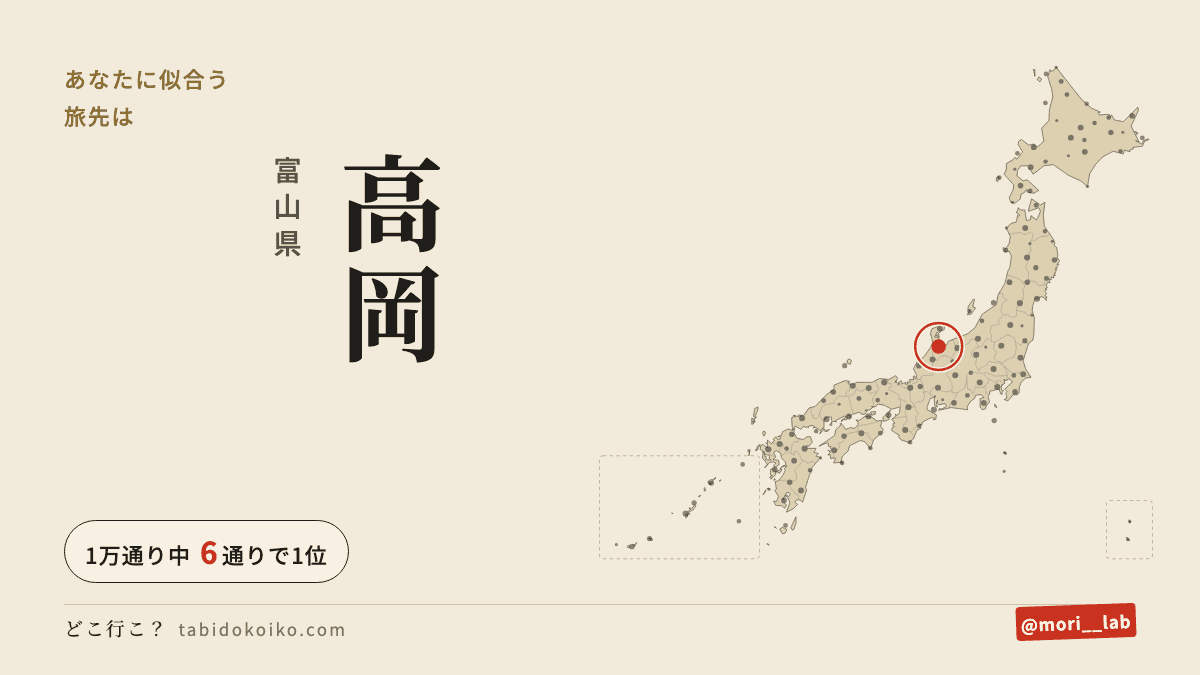 あなたに似合う
旅先は
高岡
富山県
1万通り中 6通りで1位
どこ行こ？ tabidokoiko.com
@mori__lab